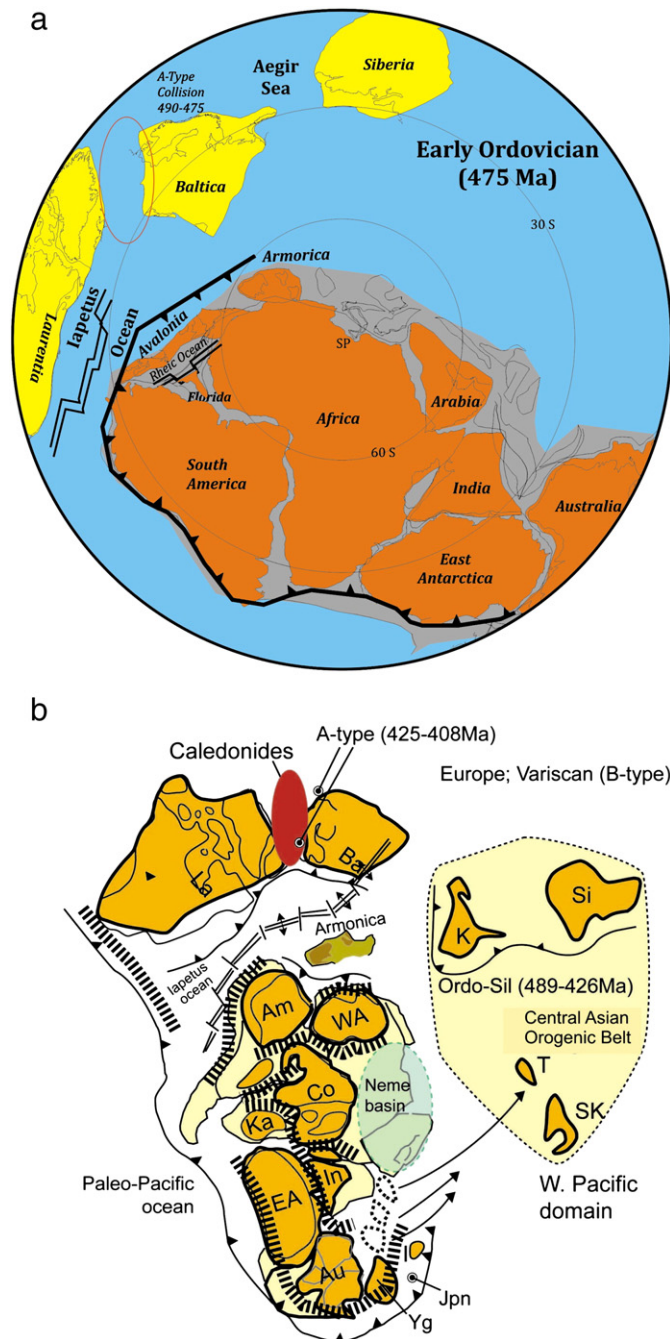 a
A-Type
Collision
490-475
Aegir
Sea
Siberia
Baltica
Early Ordovician
(475 Ma)
30 S
Laurentia
Iapetus
Ocean
Armorica
Avalonia
Rheic Ocean
Florida
SP
Africa
Arabia
60 S
South
America
India
Australia
East
Antarctica
b
A-type (425-408Ma)
Caledonides
Europe; Variscan (B-type)
La
Ba
Armonica
Iapetus
ocean
K
Si
Ordo-Sil (489-426Ma)
Central Asian
Orogenic Belt
Am
WA
T
Co
Neme
basin
SK
Ka
Paleo-Pacific
ocean
EA
In
W. Pacific
domain
I
Au
Jpn
Yg